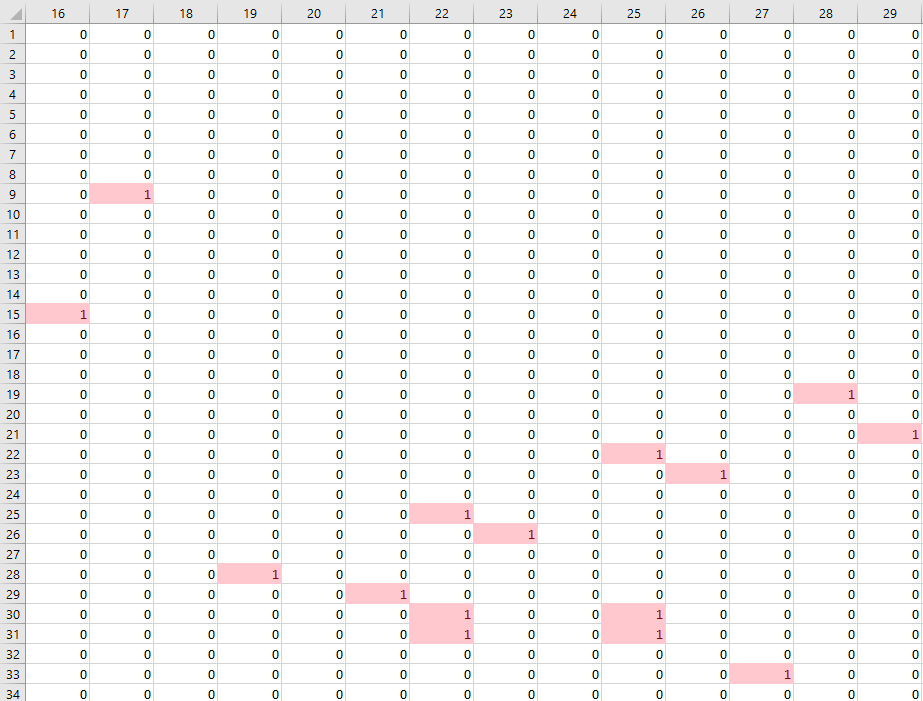 16 17 18 19 20 21 22 23 24 25 26 27 28 29
1 0 0 0 0 0 0 0 0 0 0 0 0 0 0
2 0 0 0 0 0 0 0 0 0 0 0 0 0 0
3 0 0 0 0 0 0 0 0 0 0 0 0 0 0
4 0 0 0 0 0 0 0 0 0 0 0 0 0 0
5 0 0 0 0 0 0 0 0 0 0 0 0 0 0
6 0 0 0 0 0 0 0 0 0 0 0 0 0 0
7 0 0 0 0 0 0 0 0 0 0 0 0 0 0
8 0 0 0 0 0 0 0 0 0 0 0 0 0 0
9 0 1 0 0 0 0 0 0 0 0 0 0 0 0
10 0 0 0 0 0 0 0 0 0 0 0 0 0 0
11 0 0 0 0 0 0 0 0 0 0 0 0 0 0
12 0 0 0 0 0 0 0 0 0 0 0 0 0 0
13 0 0 0 0 0 0 0 0 0 0 0 0 0 0
14 0 0 0 0 0 0 0 0 0 0 0 0 0 0
15 1 0 0 0 0 0 0 0 0 0 0 0 0 0
16 0 0 0 0 0 0 0 0 0 0 0 0 0 0
17 0 0 0 0 0 0 0 0 0 0 0 0 0 0
18 0 0 0 0 0 0 0 0 0 0 0 0 0 0
19 0 0 0 0 0 0 0 0 0 0 0 0 1 0
20 0 0 0 0 0 0 0 0 0 0 0 0 0 0
21 0 0 0 0 0 0 0 0 0 0 0 0 0 1
22 0 0 0 0 0 0 0 0 0 1 0 0 0 0
23 0 0 0 0 0 0 0 0 0 0 1 0 0 0
24 0 0 0 0 0 0 0 0 0 0 0 0 0 0
25 0 0 0 0 0 0 1 0 0 0 0 0 0 0
26 0 0 0 0 0 0 0 1 0 0 0 0 0 0
27 0 0 0 0 0 0 0 0 0 0 0 0 0 0
28 0 0 0 1 0 0 0 0 0 0 0 0 0 0
29 0 0 0 0 0 1 0 0 0 0 0 0 0 0
30 0 0 0 0 0 0 1 0 0 1 0 0 0 0
31 0 0 0 0 0 0 1 0 0 1 0 0 0 0
32 0 0 0 0 0 0 0 0 0 0 0 0 0 0
33 0 0 0 0 0 0 0 0 0 0 0 1 0 0
34 0 0 0 0 0 0 0 0 0 0 0 0 0 0